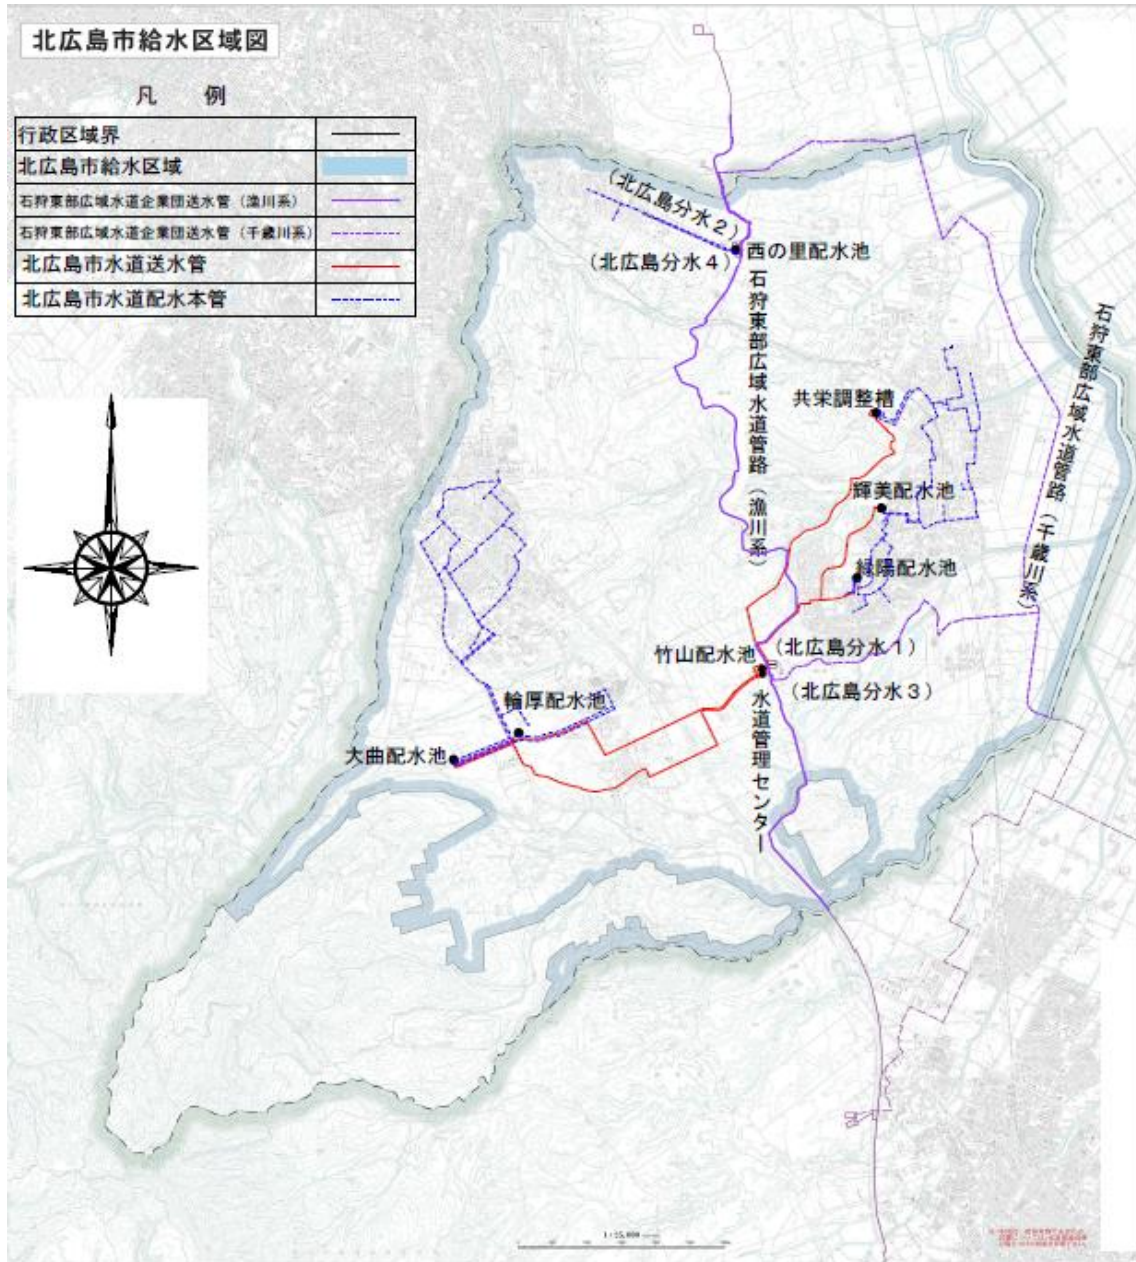 北広島市給水区域図
凡 例
行政区域界
北広島市給水区域
石狩東部広域水道企業団送水管（漁川系）
石狩東部広域水道企業団送水管（千歳川系）
北広島市水道送水管
北広島市水道配水本管
（北広島分水２）
西の里配水池
（北広島分水４）
石狩東部広域水道管路（漁川系）
石狩東部広域水道管路（千歳川系）
共栄調整槽
輝美配水池
緑陽配水池
（北広島分水１）
竹山配水池
（北広島分水３）
水道管理センター
輪厚配水池
大曲配水池